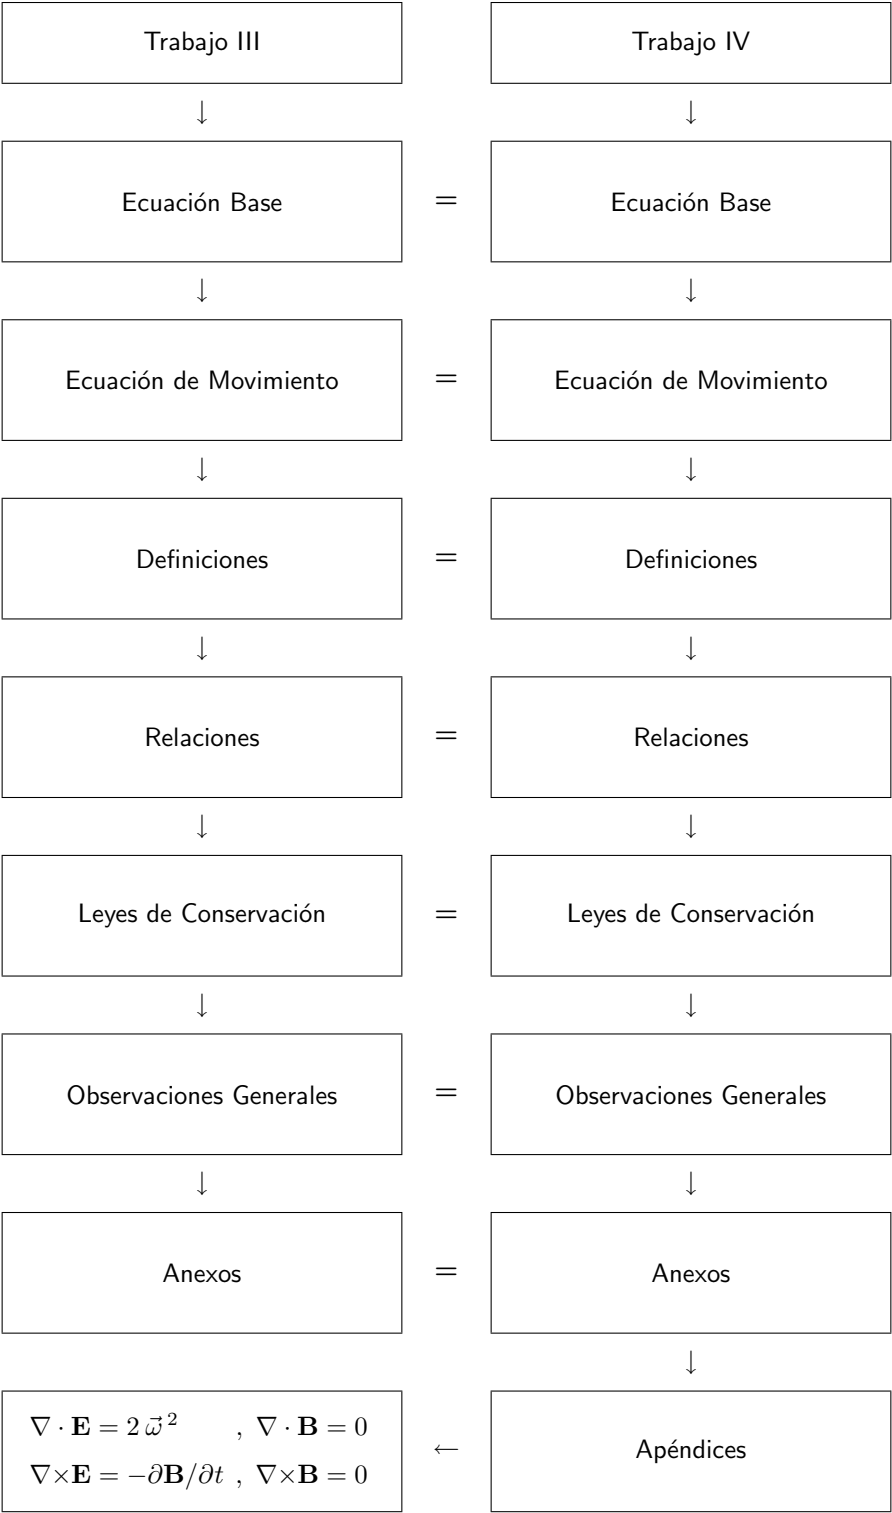 Trabajo III Trabajo IV
↓ ↓
Ecuación Base = Ecuación Base
↓ ↓
Ecuación de Movimiento = Ecuación de Movimiento
↓ ↓
Definiciones = Definiciones
↓ ↓
Relaciones = Relaciones
↓ ↓
Leyes de Conservación = Leyes de Conservación
↓ ↓
Observaciones Generales = Observaciones Generales
↓ ↓
Anexos = Anexos
↓
∇ · E = 2 ω⃗ ² , ∇ · B = 0
∇×E = −∂B/∂t , ∇×B = 0
← Apéndices